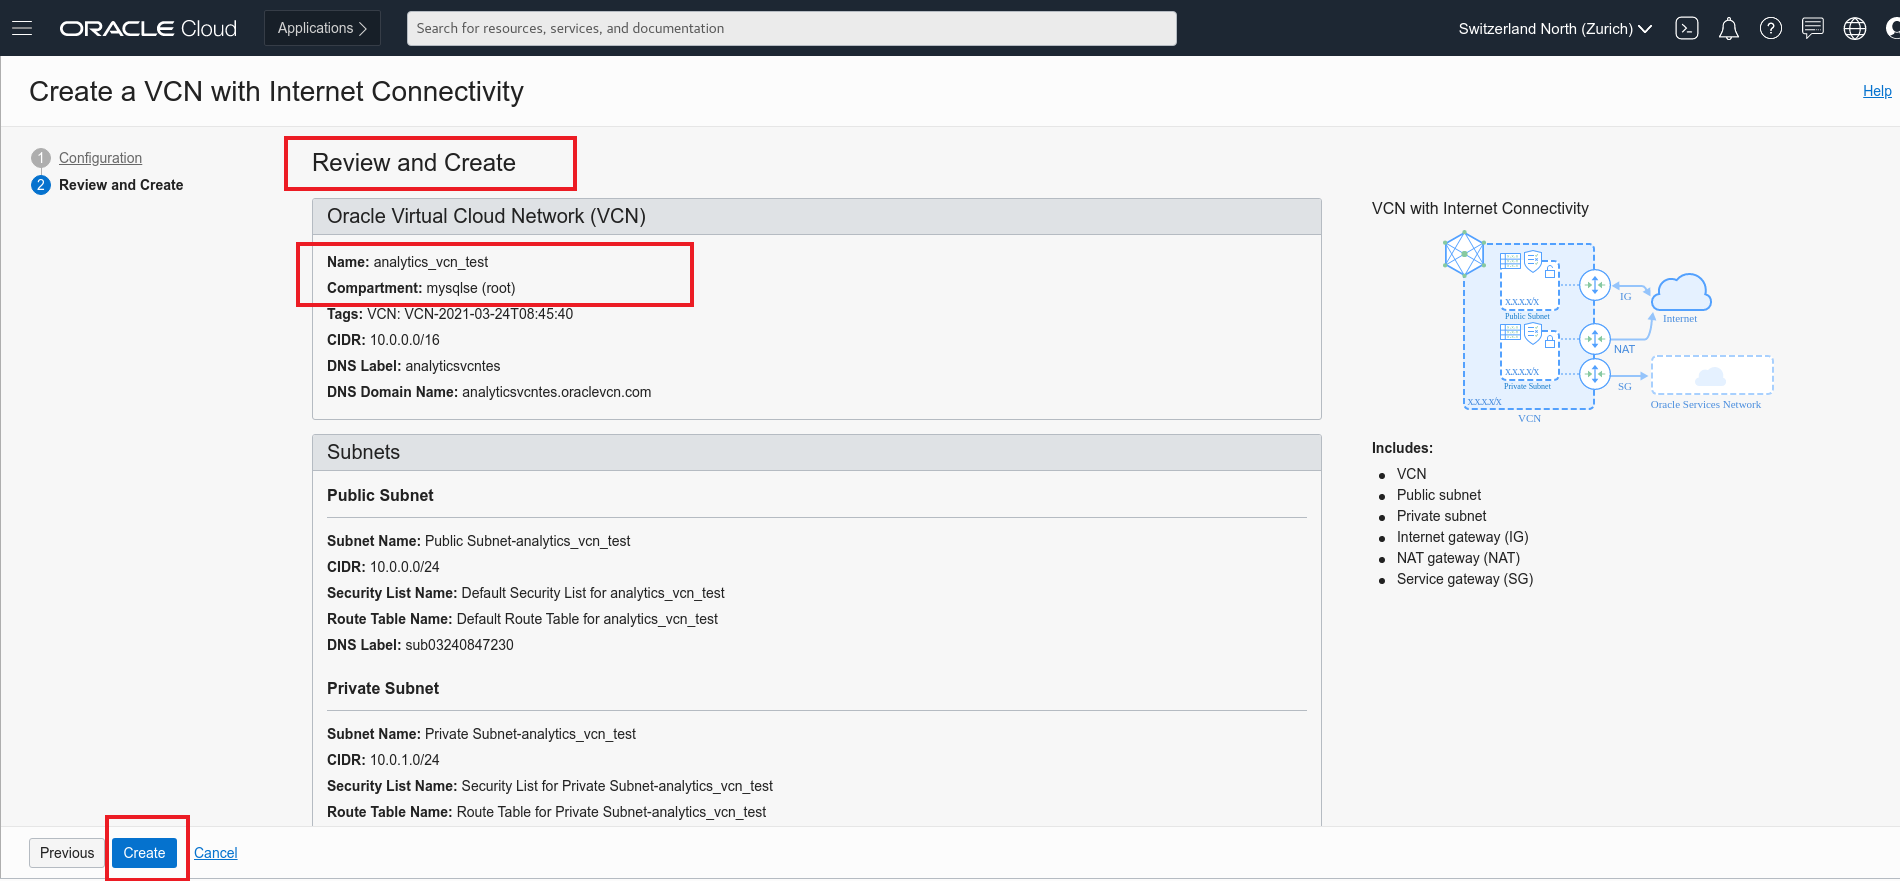 ORACLE Cloud
Applications
Search for resources, services, and documentation
Switzerland North (Zurich)
Create a VCN with Internet Connectivity
Help
1 Configuration
2 Review and Create
Review and Create
Oracle Virtual Cloud Network (VCN)
Name: analytics_vcn_test
Compartment: mysqlse (root)
Tags: VCN: VCN-2021-03-24T08:45:40
CIDR: 10.0.0.0/16
DNS Label: analyticsvcntes
DNS Domain Name: analyticsvcntes.oraclevcn.com
Subnets
Public Subnet
Subnet Name: Public Subnet-analytics_vcn_test
CIDR: 10.0.0.0/24
Security List Name: Default Security List for analytics_vcn_test
Route Table Name: Default Route Table for analytics_vcn_test
DNS Label: sub03240847230
Private Subnet
Subnet Name: Private Subnet-analytics_vcn_test
CIDR: 10.0.1.0/24
Security List Name: Security List for Private Subnet-analytics_vcn_test
Route Table Name: Route Table for Private Subnet-analytics_vcn_test
VCN with Internet Connectivity
X.X.X.X/X
Public Subnet
IG
Internet
X.X.X.X/X
Private Subnet
NAT
SG
Oracle Services Network
X.X.X.X/X
VCN
Includes:
VCN
Public subnet
Private subnet
Internet gateway (IG)
NAT gateway (NAT)
Service gateway (SG)
Previous
Create
Cancel